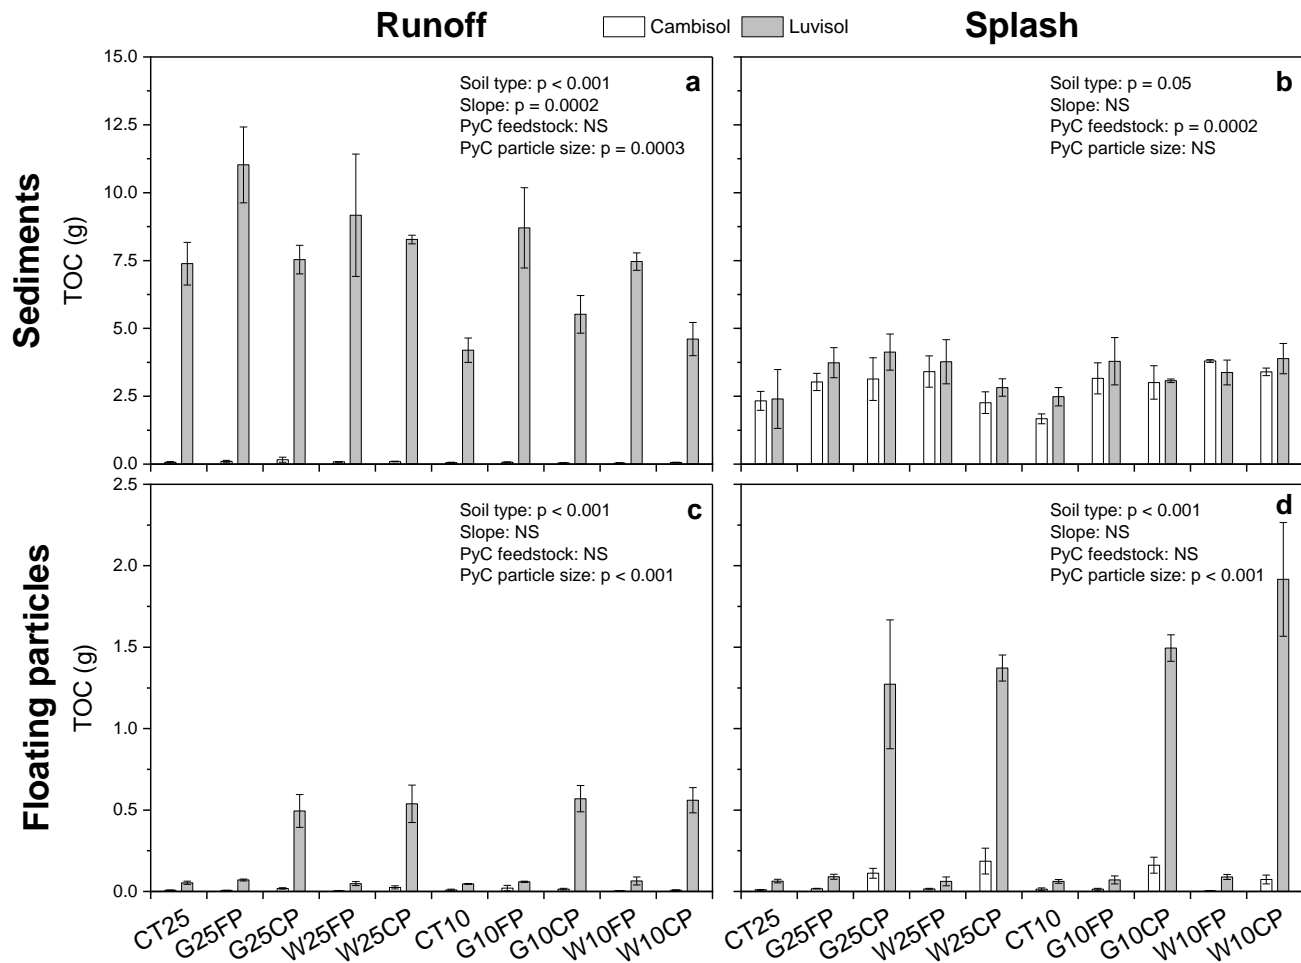 Runoff
Cambisol
Luvisol
Splash
Sediments
TOC (g)
15.0
12.5
10.0
7.5
5.0
2.5
0.0
Soil type: p < 0.001
Slope: p = 0.0002
PyC feedstock: NS
PyC particle size: p = 0.0003
a
Soil type: p = 0.05
Slope: NS
PyC feedstock: p = 0.0002
PyC particle size: NS
b
Floating particles
TOC (g)
2.5
2.0
1.5
1.0
0.5
0.0
Soil type: p < 0.001
Slope: NS
PyC feedstock: NS
PyC particle size: p < 0.001
c
Soil type: p < 0.001
Slope: NS
PyC feedstock: NS
PyC particle size: p < 0.001
d
CT25
G25FP
G25CP
W25FP
W25CP
CT10
G10FP
G10CP
W10FP
W10CP
CT25
G25FP
G25CP
W25FP
W25CP
CT10
G10FP
G10CP
W10FP
W10CP